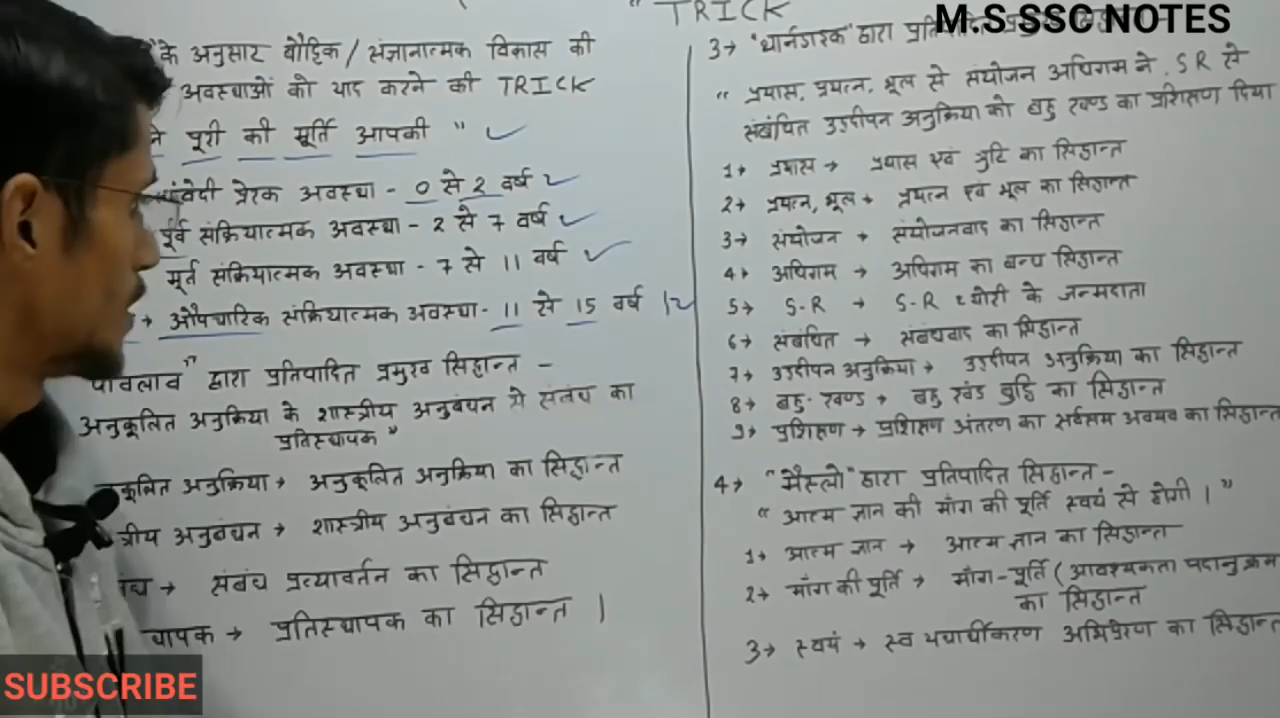 "TRICK
M.S SSC NOTES
के अनुसार बौद्धिक / संज्ञानात्मक विकास की
अवस्थाओं को याद करने की TRICK
ने पूरी की मूर्ति आपकी "
संवेदी प्रेरक अवस्था - 0 से 2 वर्ष
पूर्व संक्रियात्मक अवस्था - 2 से 7 वर्ष
मूर्त संक्रियात्मक अवस्था - 7 से 11 वर्ष
→ औपचारिक संक्रियात्मक अवस्था - 11 से 15 वर्ष ।
पावलाव" द्वारा प्रतिपादित प्रमुख सिद्धान्त -
अनुकूलित अनुक्रिया के शास्त्रीय अनुबंधन से संबंध का
प्रतिस्थापक"
कूलित अनुक्रिया → अनुकूलित अनुक्रिया का सिद्धान्त
त्रीय अनुबंधन → शास्त्रीय अनुबंधन का सिद्धान्त
→ संबंध प्रत्यावर्तन का सिद्धान्त
थापक → प्रतिस्थापक का सिद्धान्त ।
3→ "थार्नडाइक" द्वारा
" प्रयास, प्रयत्न, भूल से संयोजन अधिगम ने S R से
संबंधित उद्दीपन अनुक्रिया को बहु खण्ड का प्रशिक्षण दिया
1→ प्रयास → प्रयास एवं त्रुटि का सिद्धान्त
2→ प्रयत्न, भूल → प्रयत्न एवं भूल का सिद्धान्त
3→ संयोजन → संयोजनवाद का सिद्धान्त
4→ अधिगम → अधिगम का बन्ध सिद्धान्त
5→ S-R → S-R थ्योरी के जन्मदाता
6→ संबंधित → संबंधवाद का सिद्धान्त
7→ उद्दीपन अनुक्रिया → उद्दीपन अनुक्रिया का सिद्धान्त
8→ बहु-खण्ड → बहु खंड बुद्धि का सिद्धान्त
9→ प्रशिक्षण → प्रशिक्षण अंतरण का सर्वसम अवयव का सिद्धान्त
4→ "मैस्लो" द्वारा प्रतिपादित सिद्धान्त -
" आत्म ज्ञान की माँग की पूर्ति स्वयं से होगी । "
1→ आत्म ज्ञान → आत्म ज्ञान का सिद्धान्त
2→ माँग की पूर्ति → माँग-पूर्ति (आवश्यकता पदानुक्रम
का सिद्धान्त
3→ स्वयं → स्व यथार्थीकरण अभिप्रेरण का सिद्धान्त
SUBSCRIBE